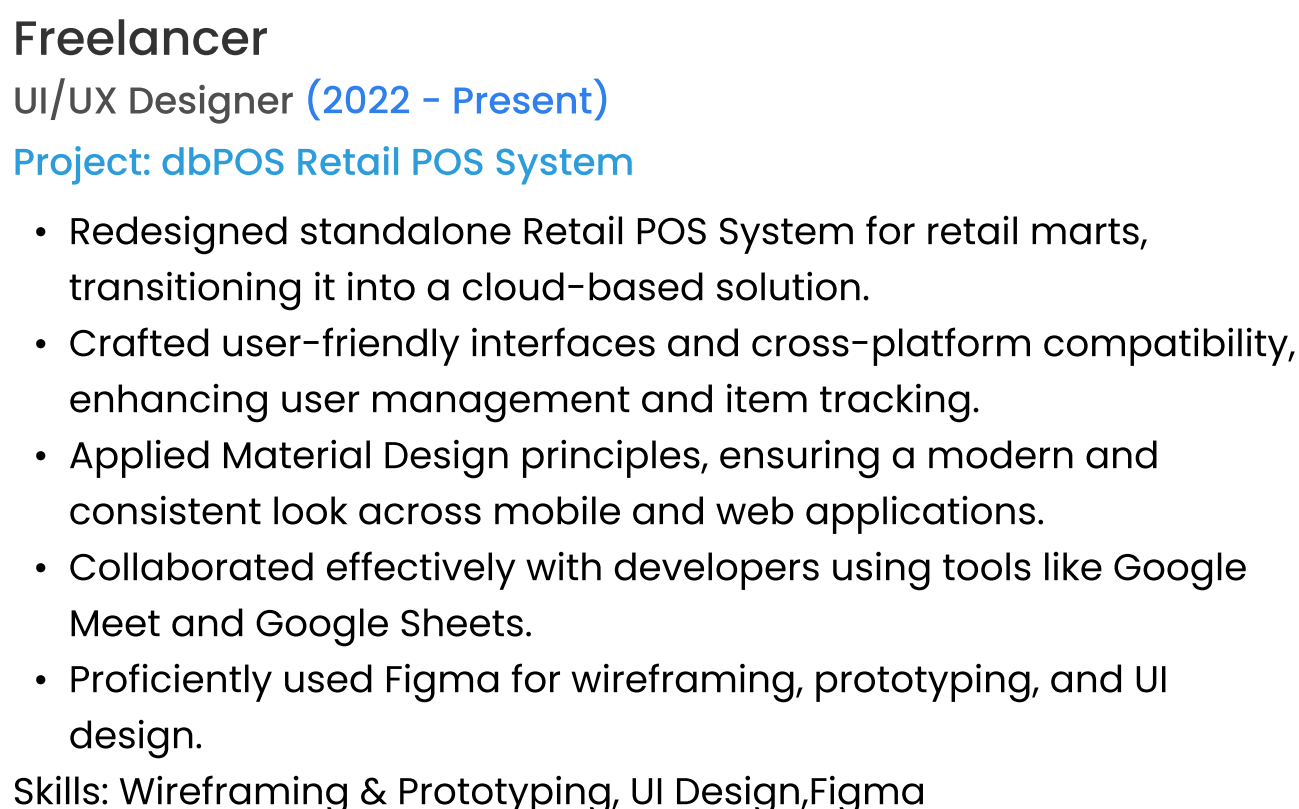 Freelancer
UI/UX Designer (2022 - Present)
Project: dbPOS Retail POS System
• Redesigned standalone Retail POS System for retail marts,
transitioning it into a cloud-based solution.
• Crafted user-friendly interfaces and cross-platform compatibility,
enhancing user management and item tracking.
• Applied Material Design principles, ensuring a modern and
consistent look across mobile and web applications.
• Collaborated effectively with developers using tools like Google
Meet and Google Sheets.
• Proficiently used Figma for wireframing, prototyping, and UI
design.
Skills: Wireframing & Prototyping, UI Design,Figma